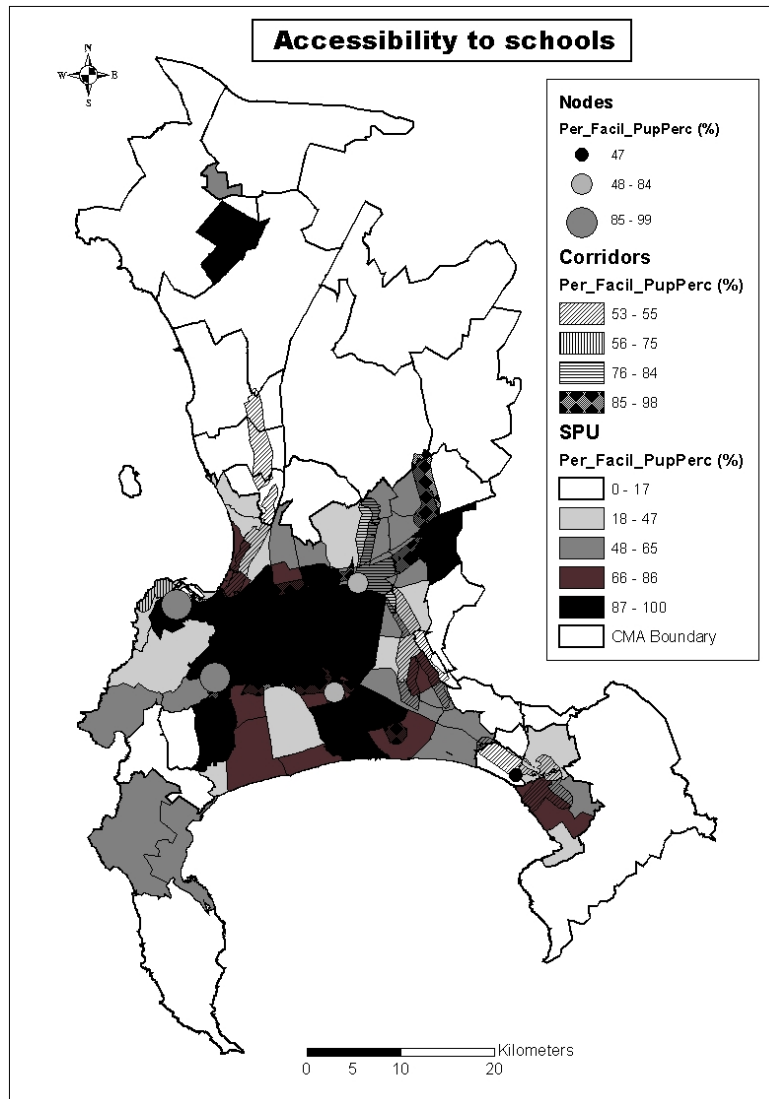 Accessibility to schools
N
W
E
S
Nodes
Per_Facil_PupPerc (%)
47
48 - 84
85 - 99
Corridors
Per_Facil_PupPerc (%)
53 - 55
56 - 75
76 - 84
85 - 98
SPU
Per_Facil_PupPerc (%)
0 - 17
18 - 47
48 - 65
66 - 86
87 - 100
CMA Boundary
Kilometers
0 5 10 20